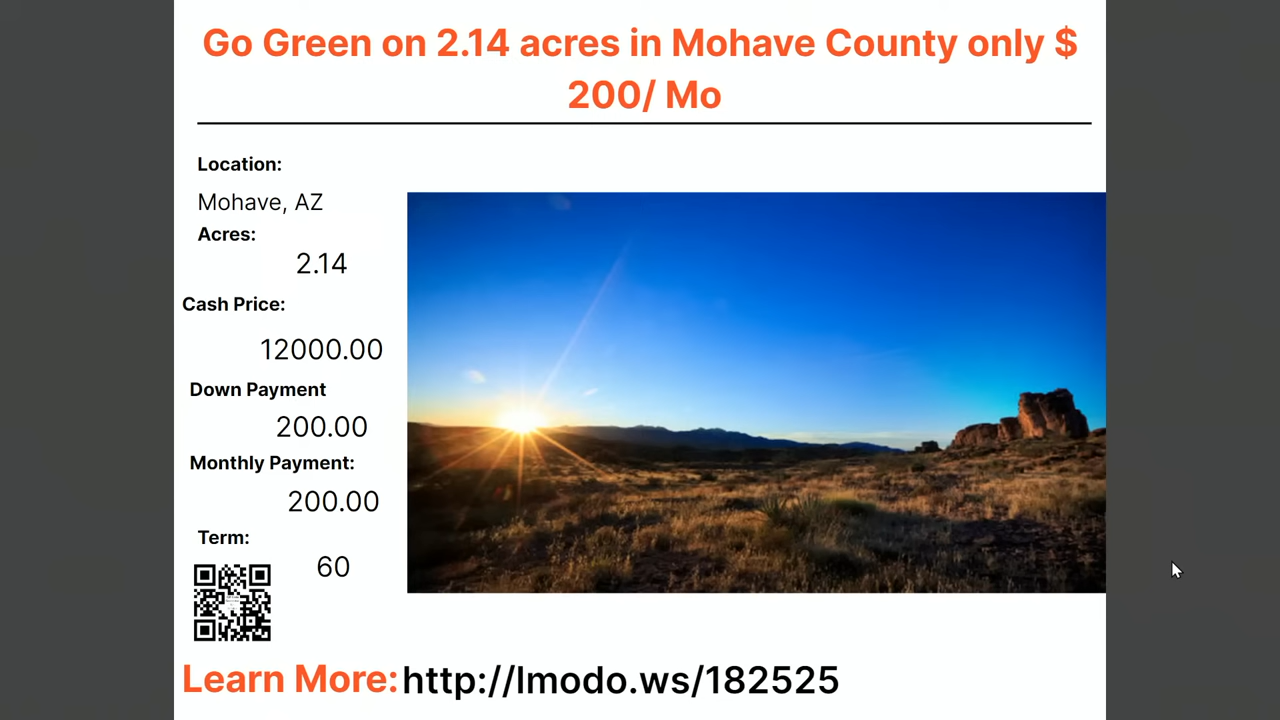 Go Green on 2.14 acres in Mohave County only $
200/ Mo
Location:
Mohave, AZ
Acres:
2.14
Cash Price:
12000.00
Down Payment
200.00
Monthly Payment:
200.00
Term:
60
Learn More: http://lmodo.ws/182525